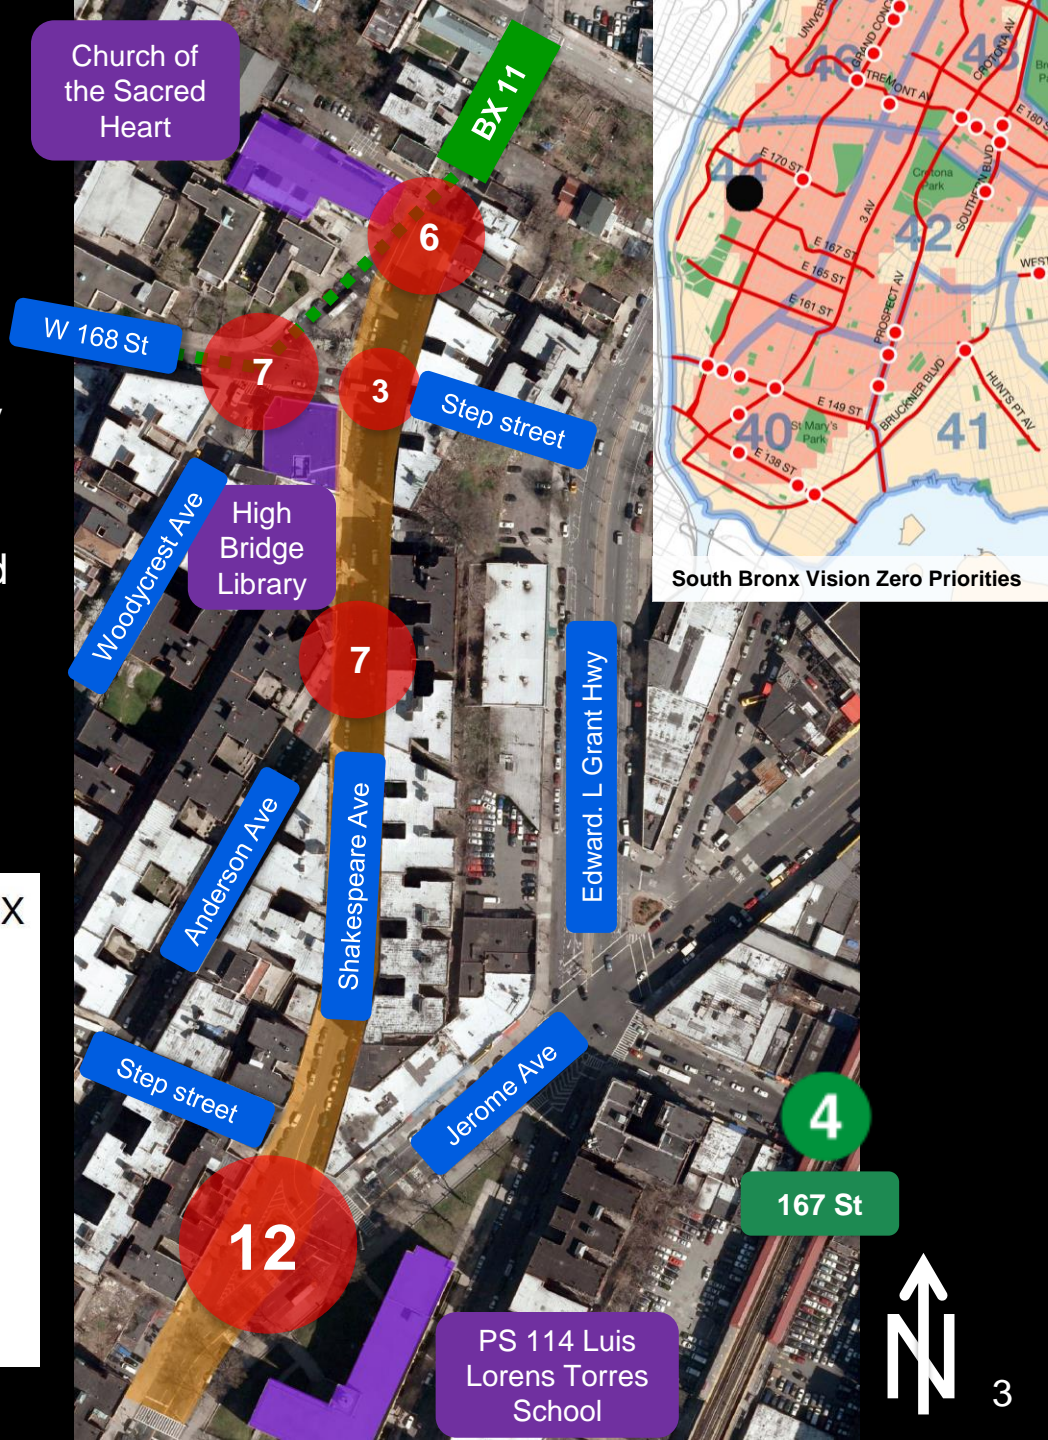 Church of
the Sacred
Heart
BX 11
6
W 168 St
7
3
Step street
High
Bridge
Library
Woodycrest Ave
7
Edward. L Grant Hwy
Anderson Ave
Shakespeare Ave
Step street
Jerome Ave
4
167 St
12
PS 114 Luis
Lorens Torres
School
N
3
X
d
GRAND CONC
CROTONA AV
46
48
TREMONT AV
E 180 S
E 170 ST
44
Crotona
Park
SOUTHERN BLVD
3 AV
42
E 167 ST
E 165 ST
E 161 ST
WEST
PROSPECT AV
BRUCKNER BLVD
HUNTS PT AV
E 149 ST
40
St Mary's
Park
41
E 138 ST
South Bronx Vision Zero Priorities